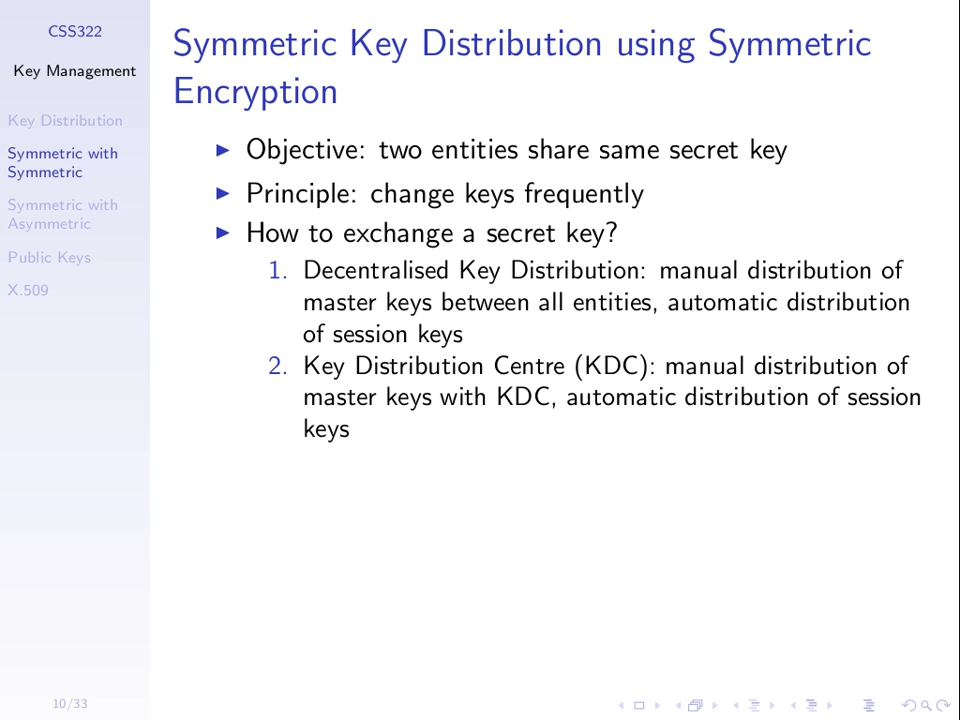 CSS322
Key Management
Key Distribution
Symmetric with
Symmetric
Symmetric with
Asymmetric
Public Keys
X.509
10/33
Symmetric Key Distribution using Symmetric
Encryption
Objective: two entities share same secret key
Principle: change keys frequently
How to exchange a secret key?
1. Decentralised Key Distribution: manual distribution of
master keys between all entities, automatic distribution
of session keys
2. Key Distribution Centre (KDC): manual distribution of
master keys with KDC, automatic distribution of session
keys